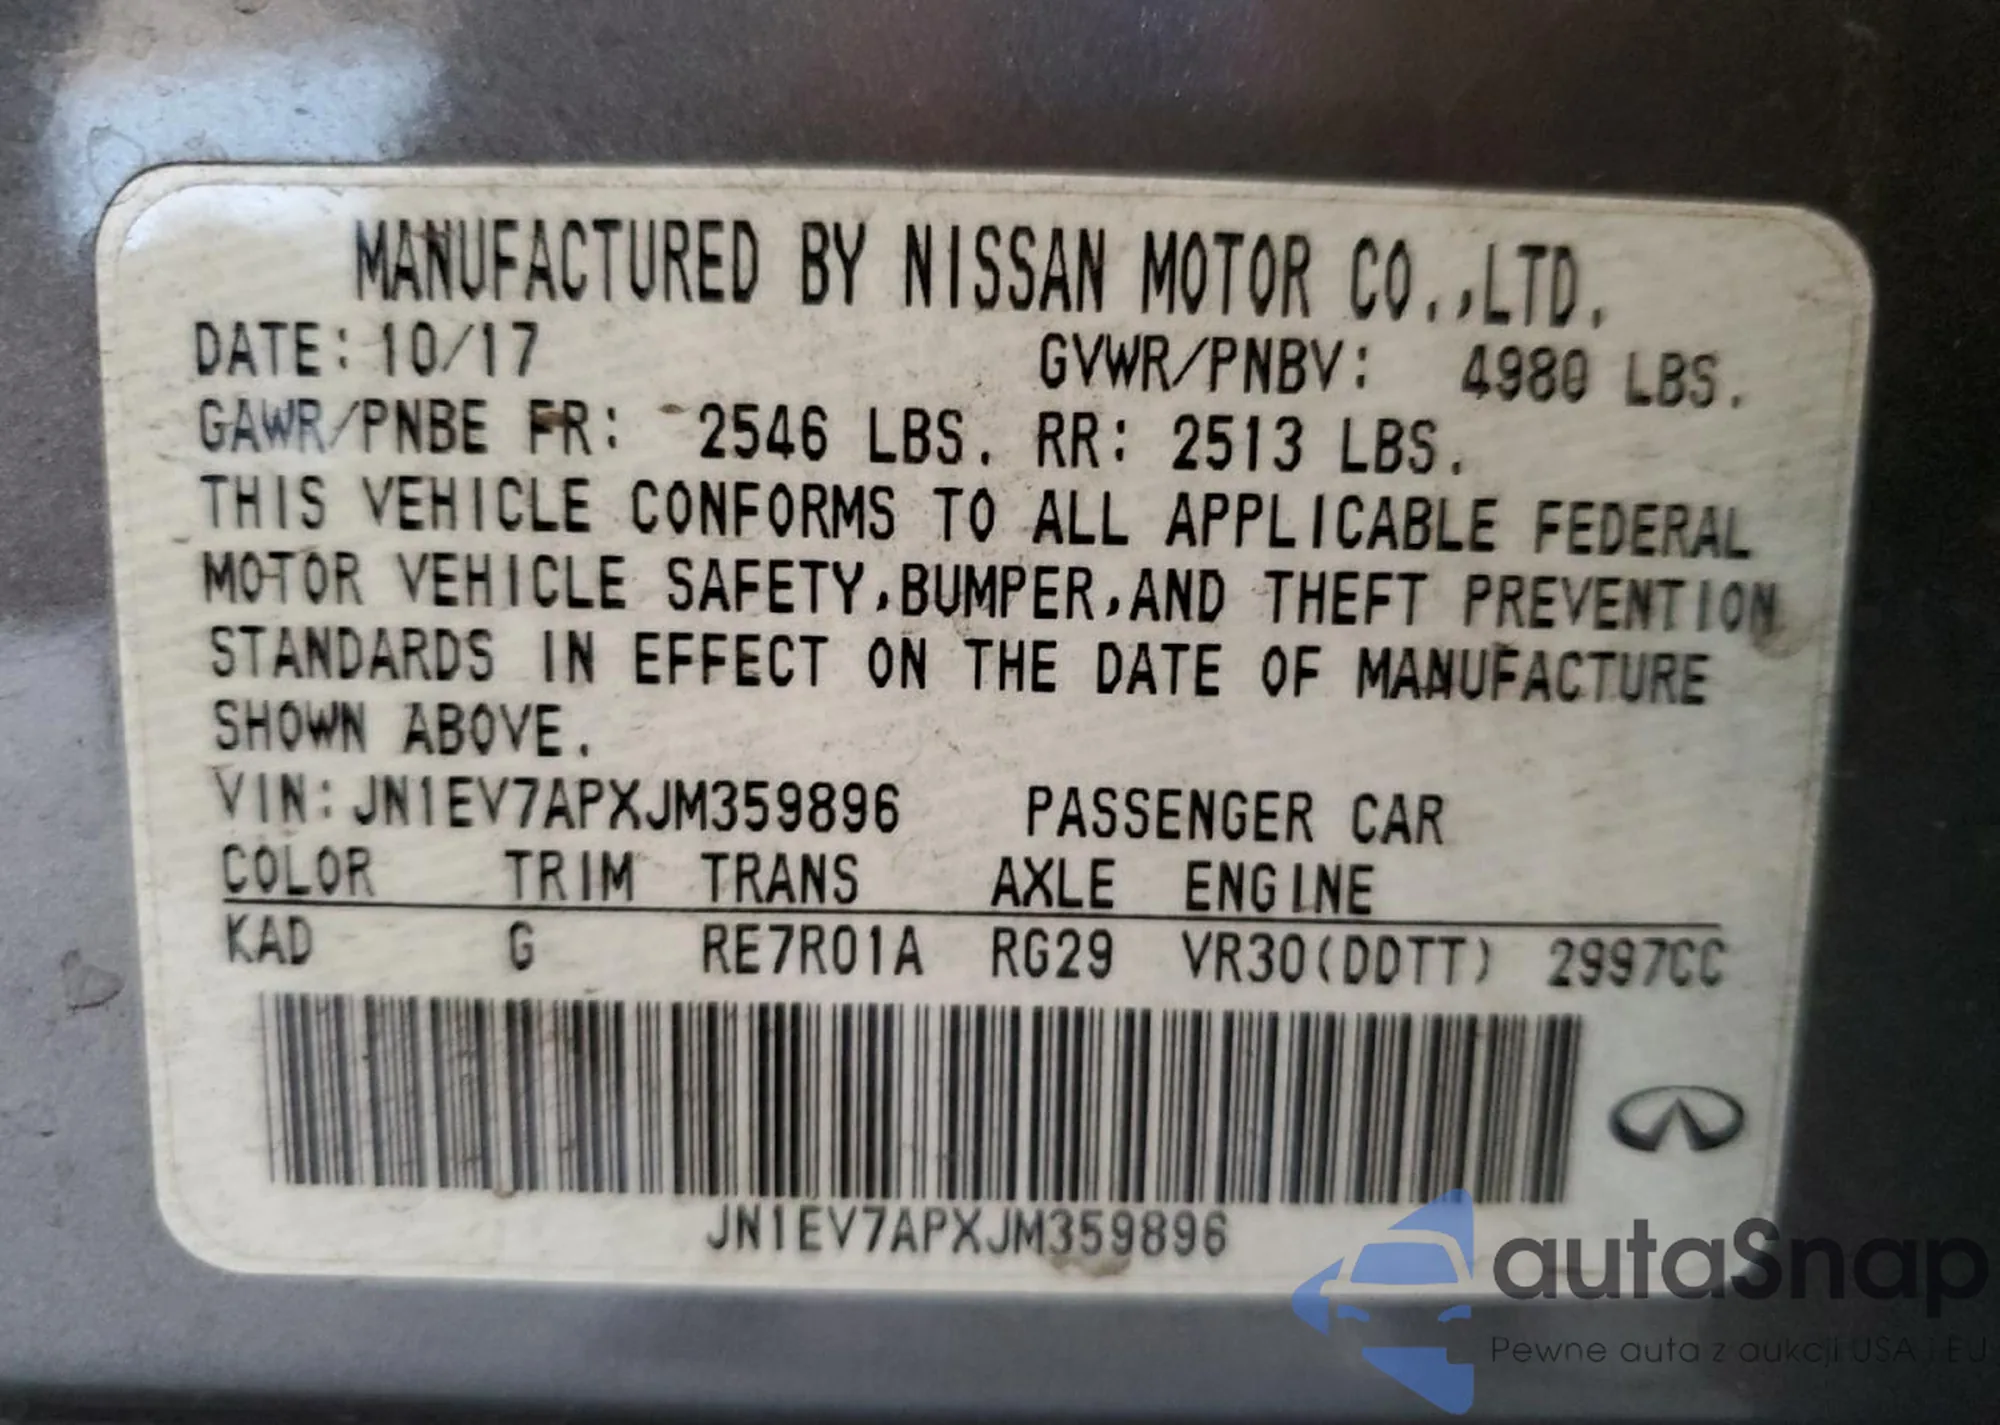 MANUFACTURED BY NISSAN MOTOR CO.,LTD.
DATE: 10/17 GVWR/PNBV: 4980 LBS.
GAWR/PNBE FR: 2546 LBS. RR: 2513 LBS.
THIS VEHICLE CONFORMS TO ALL APPLICABLE FEDERAL
MOTOR VEHICLE SAFETY,BUMPER,AND THEFT PREVENTION
STANDARDS IN EFFECT ON THE DATE OF MANUFACTURE
SHOWN ABOVE.
VIN:JN1EV7APXJM359896 PASSENGER CAR
COLOR TRIM TRANS AXLE ENGINE
KAD G RE7R01A RG29 VR30(DDTT) 2997CC
JN1EV7APXJM359896
autaSnap
Pewne auta z aukcji USA i EU